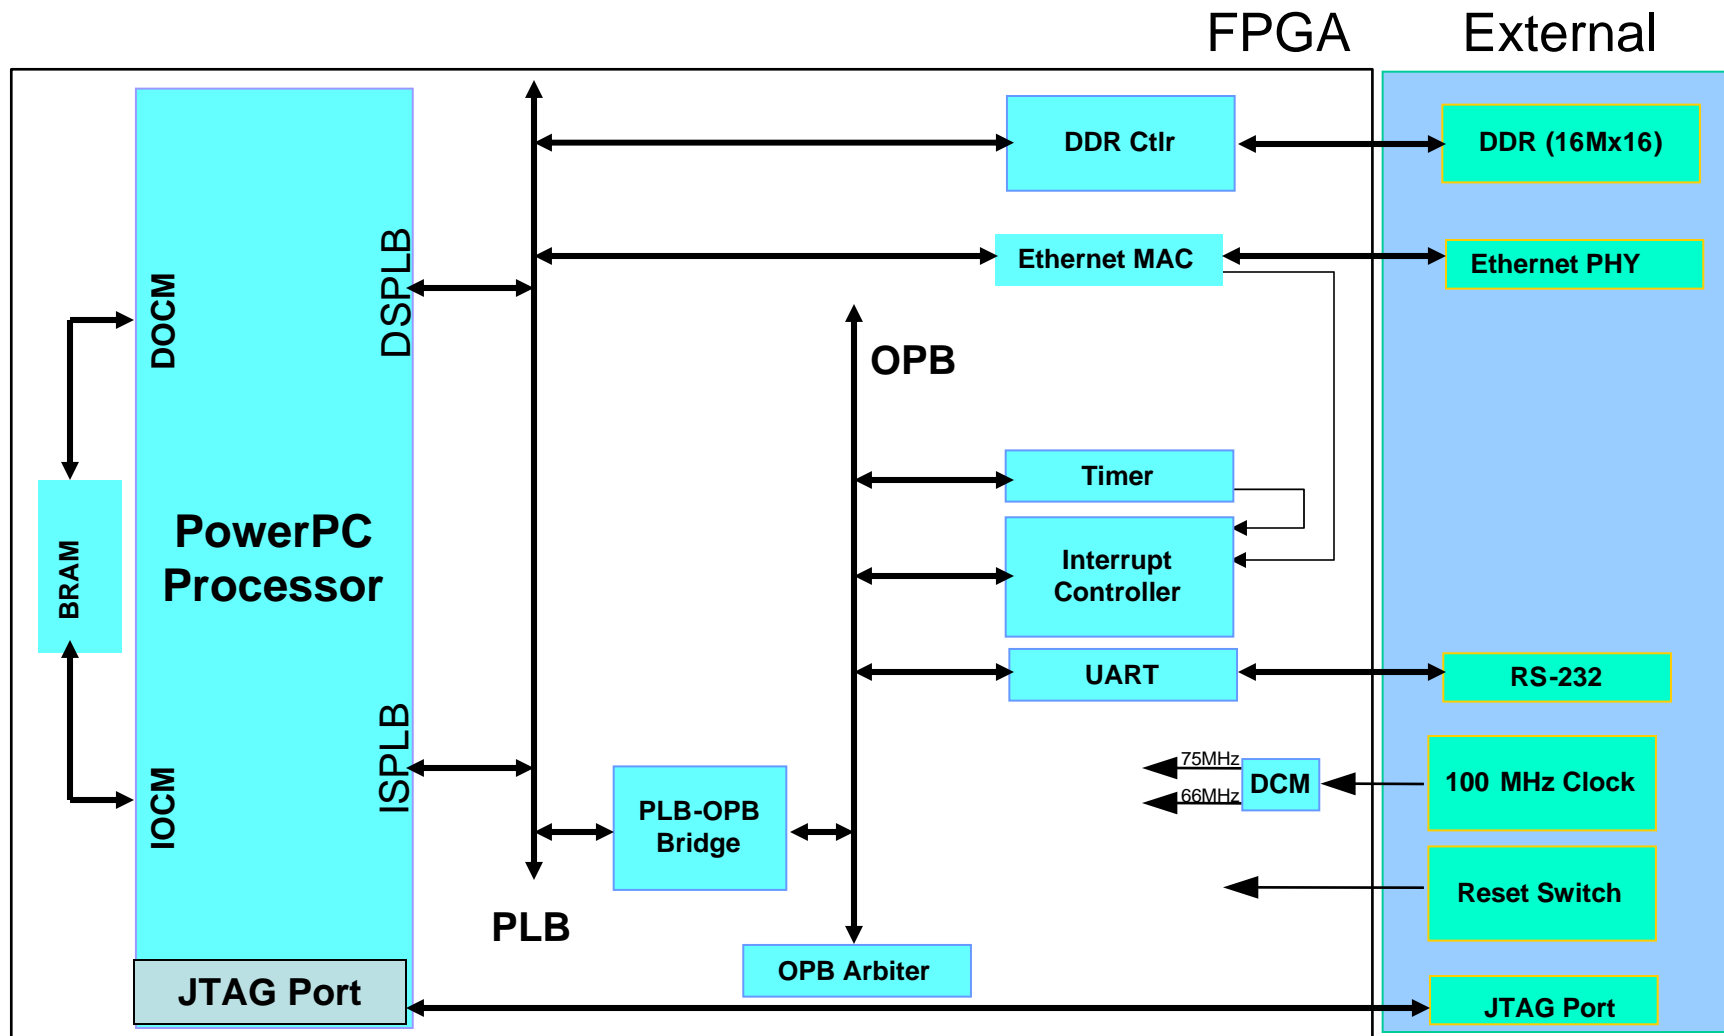 FPGA
External
DDR Ctlr
DDR (16Mx16)
Ethernet MAC
Ethernet PHY
DSPLB
DOCM
OPB
Timer
PowerPC
Processor
BRAM
Interrupt
Controller
UART
RS-232
ISPLB
IOCM
75MHz
66MHz
DCM
100 MHz Clock
PLB-OPB
Bridge
Reset Switch
PLB
OPB Arbiter
JTAG Port
JTAG Port